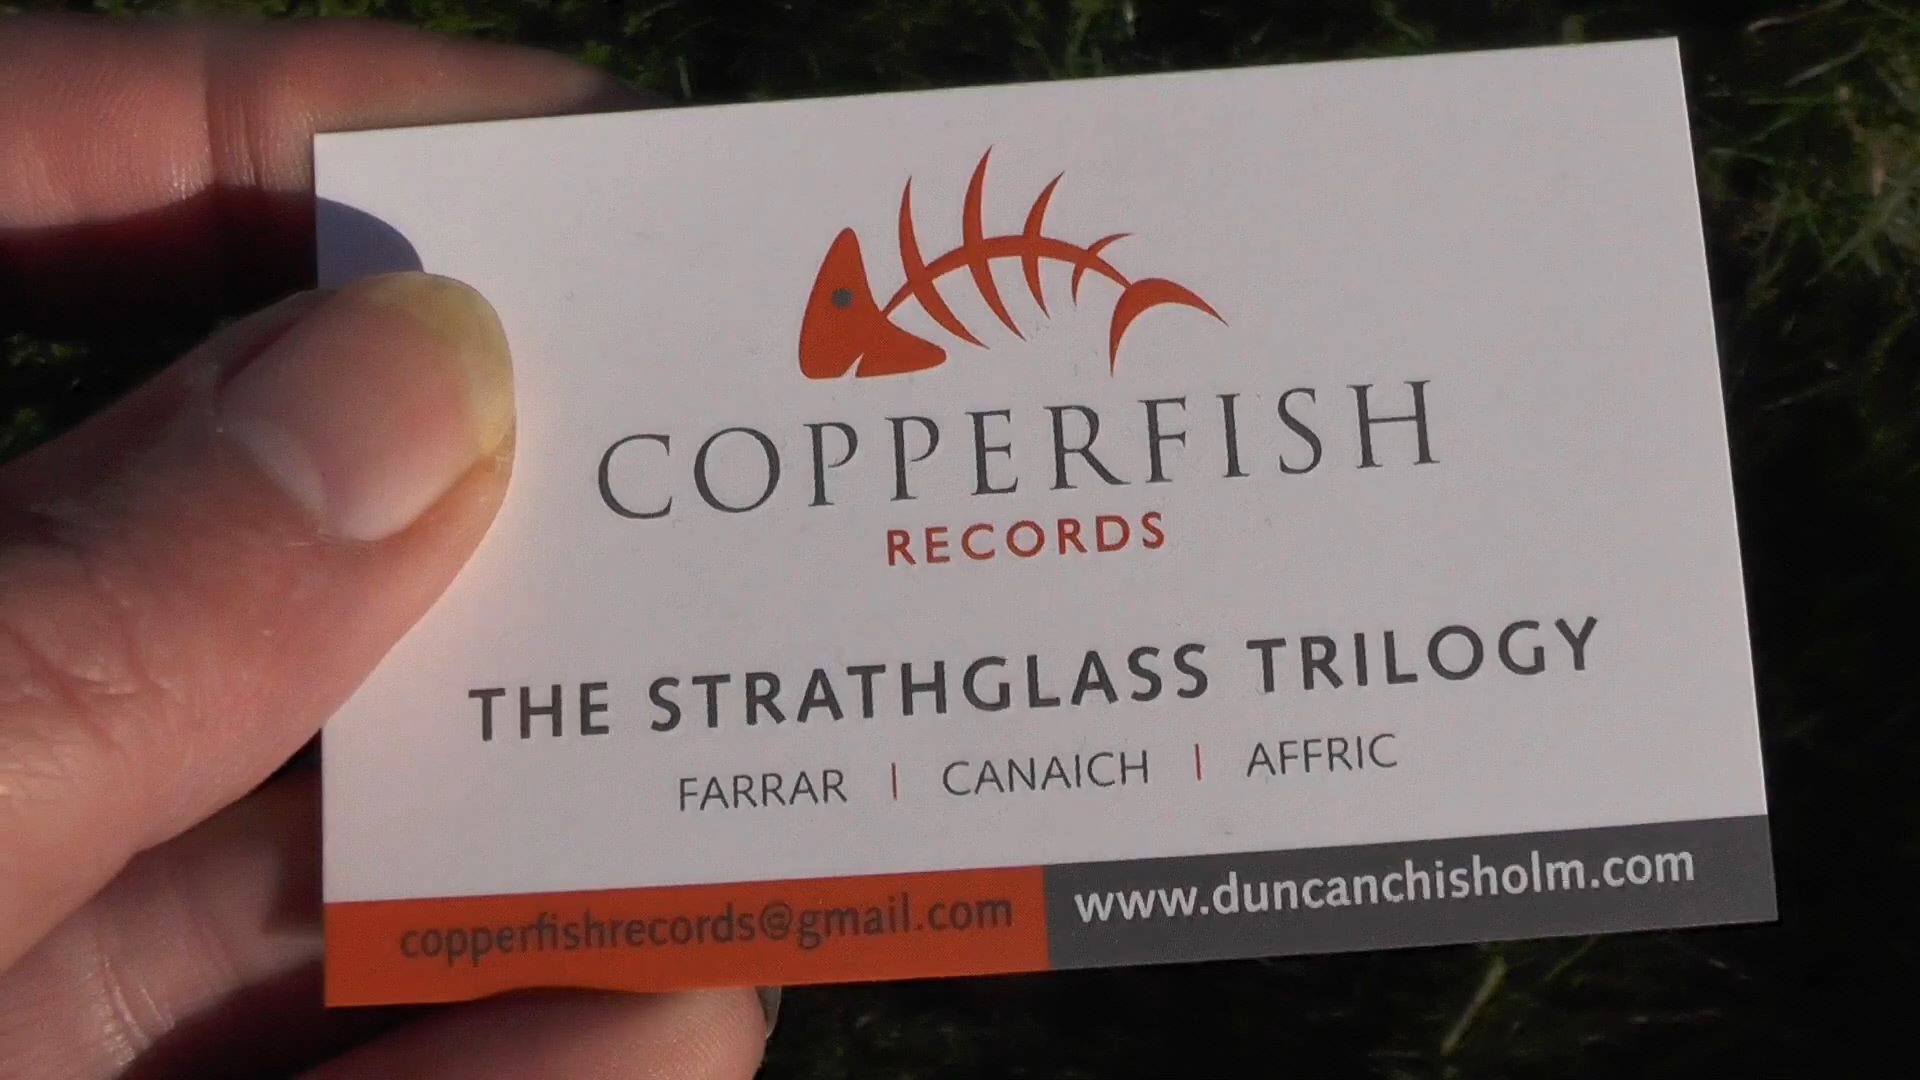 COPPERFISH
RECORDS
THE STRATHGLASS TRILOGY
FARRAR | CANAICH | AFFRIC
copperfishrecords@gmail.com
www.duncanchisholm.com